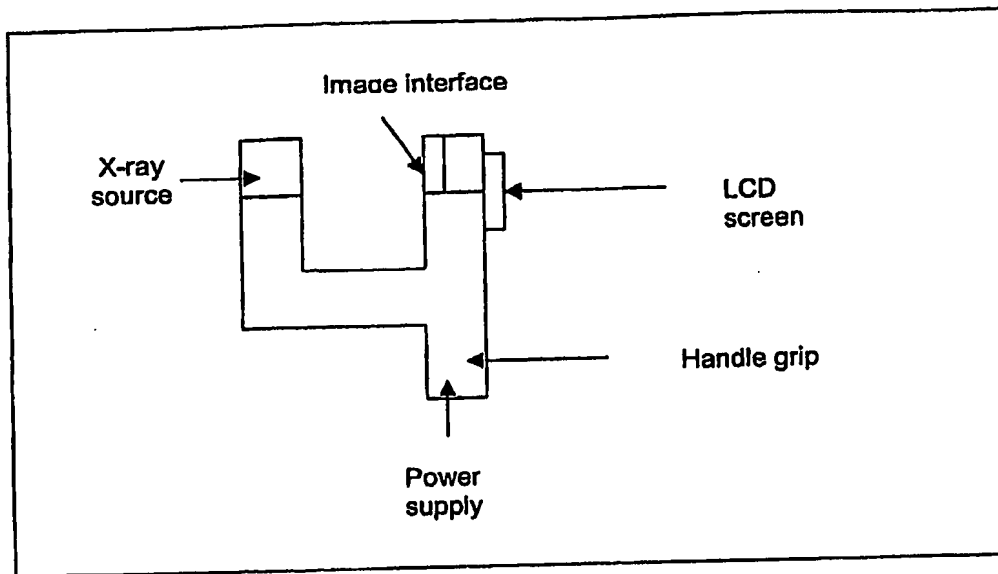 Image interface
X-ray
source
LCD
screen
Handle grip
Power
supply